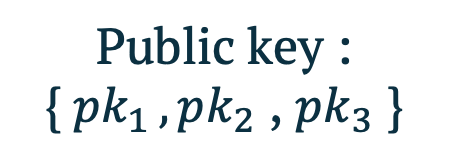 Public key :
{ pk₁ , pk₂ , pk₃ }